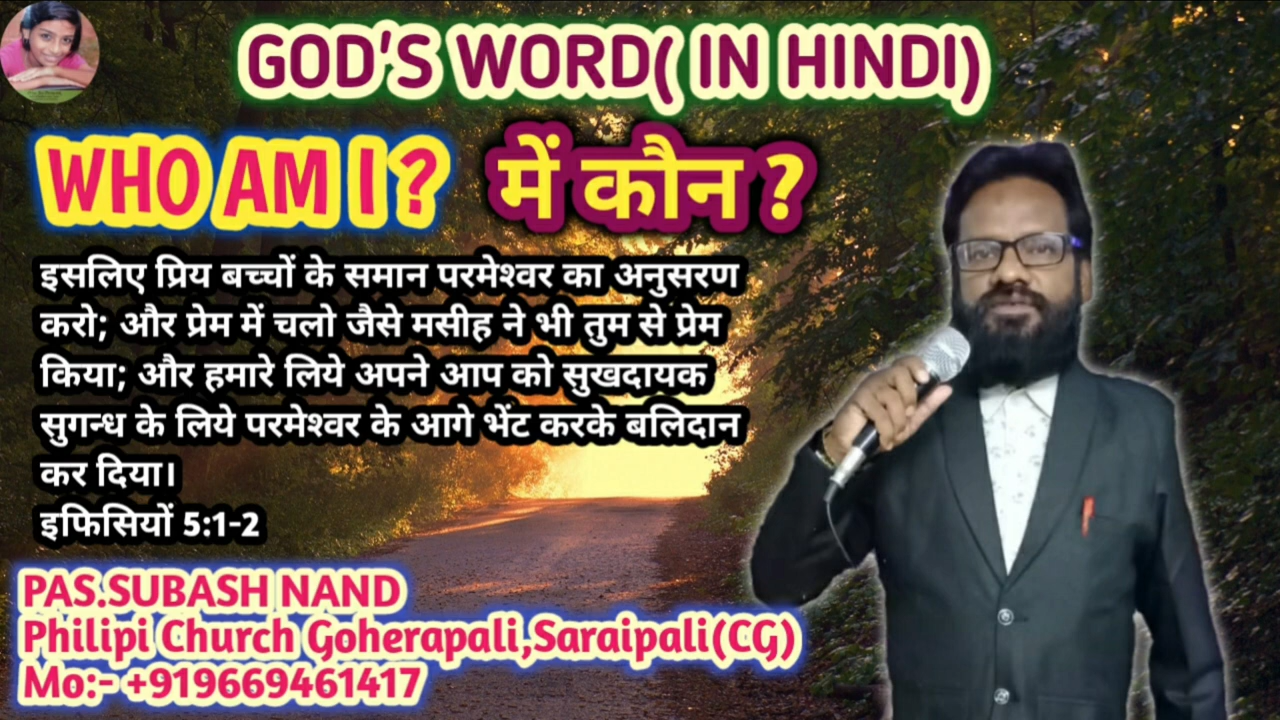 GOD'S WORD( IN HINDI)
WHO AM I ? में कौन ?
इसलिए प्रिय बच्चों के समान परमेश्वर का अनुसरण
करो; और प्रेम में चलो जैसे मसीह ने भी तुम से प्रेम
किया; और हमारे लिये अपने आप को सुखदायक
सुगन्ध के लिये परमेश्वर के आगे भेंट करके बलिदान
कर दिया।
इफिसियों 5:1-2
PAS.SUBASH NAND
Philipi Church Goherapali,Saraipali(CG)
Mo:- +919669461417